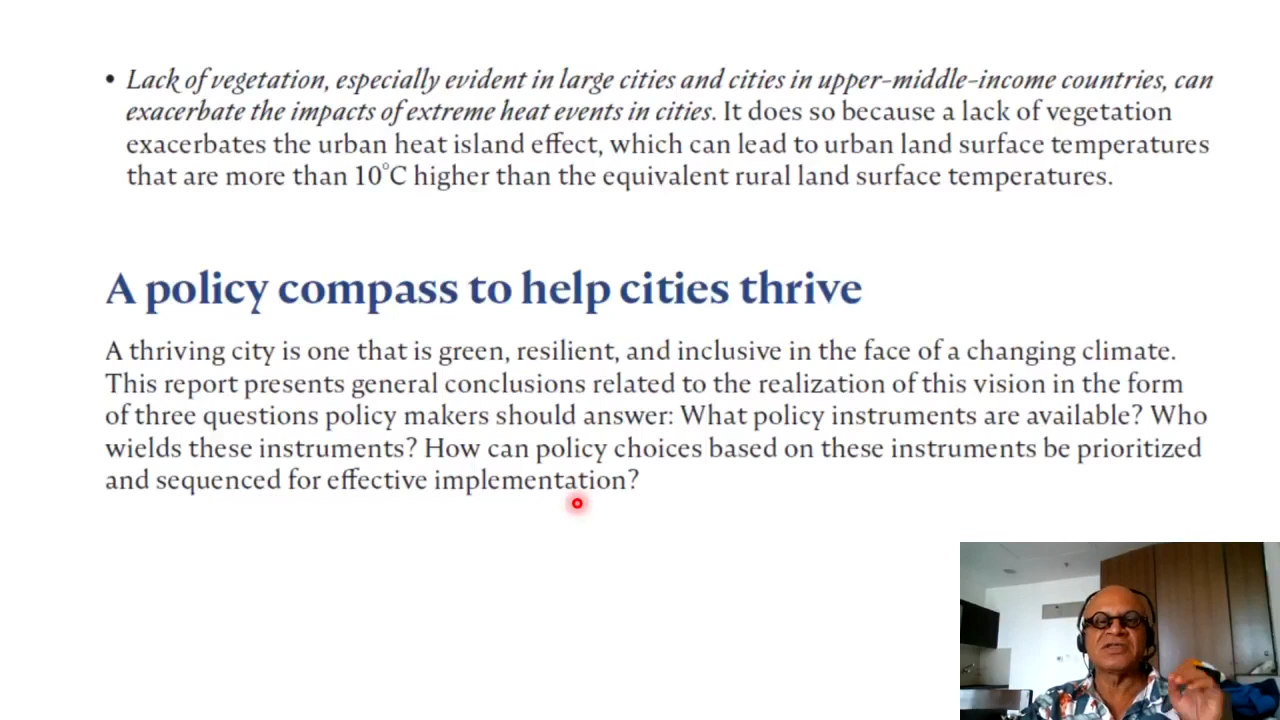 • Lack of vegetation, especially evident in large cities and cities in upper-middle-income countries, can
exacerbate the impacts of extreme heat events in cities. It does so because a lack of vegetation
exacerbates the urban heat island effect, which can lead to urban land surface temperatures
that are more than 10°C higher than the equivalent rural land surface temperatures.
A policy compass to help cities thrive
A thriving city is one that is green, resilient, and inclusive in the face of a changing climate.
This report presents general conclusions related to the realization of this vision in the form
of three questions policy makers should answer: What policy instruments are available? Who
wields these instruments? How can policy choices based on these instruments be prioritized
and sequenced for effective implementation?